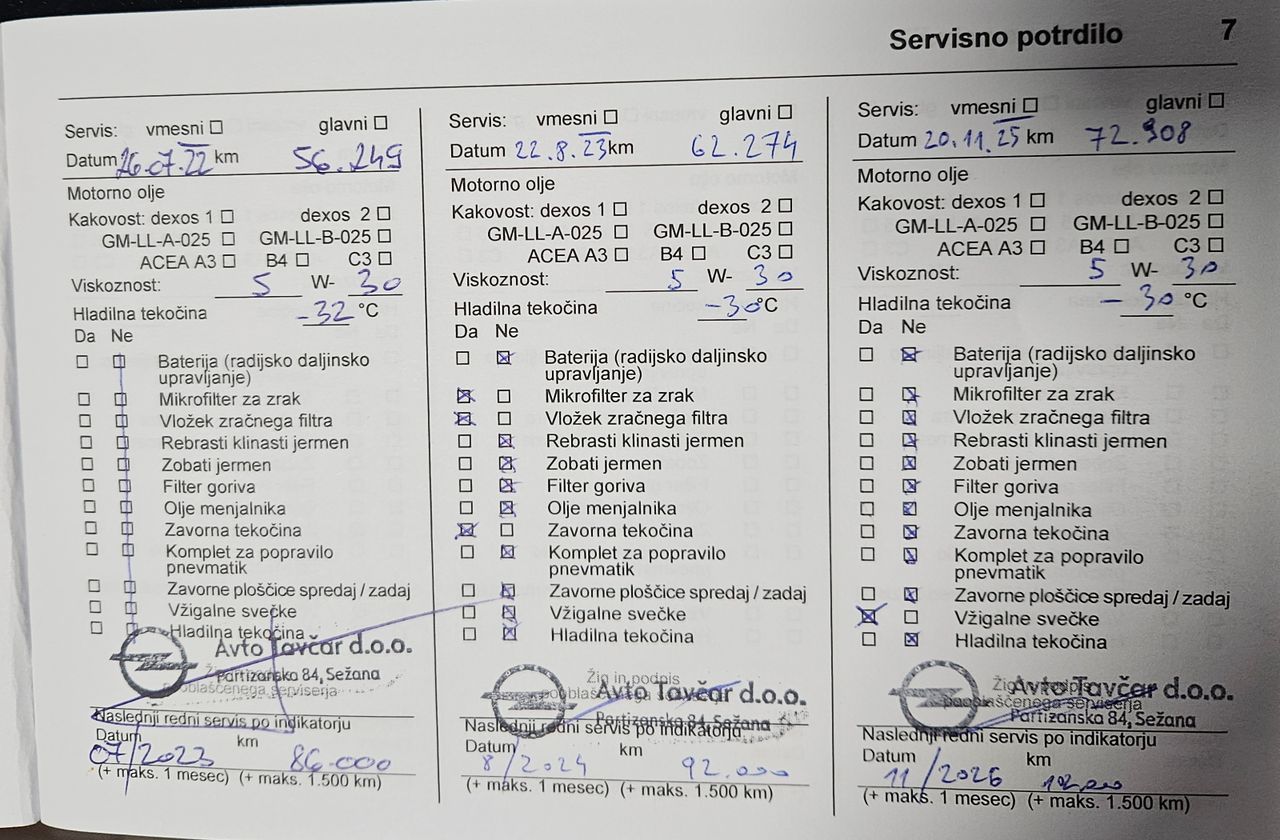 Servisno potrdilo 7
Servis: vmesni ☐ glavni ☐
Datum 26.07.22 km 56.249
Motorno olje
Kakovost: dexos 1 ☐ dexos 2 ☐
GM-LL-A-025 ☐ GM-LL-B-025 ☐
ACEA A3 ☐ B4 ☐ C3 ☐
Viskoznost: 5 W- 30
Hladilna tekočina -32 °C
Da Ne
☐ ☐ Baterija (radijsko daljinsko
upravljanje)
☐ ☐ Mikrofilter za zrak
☐ ☐ Vložek zračnega filtra
☐ ☐ Rebrasti klinasti jermen
☐ ☐ Zobati jermen
☐ ☐ Filter goriva
☐ ☐ Olje menjalnika
☐ ☐ Zavorna tekočina
☐ ☐ Komplet za popravilo
pnevmatik
☐ ☐ Zavorne ploščice spredaj / zadaj
☐ ☐ Vžigalne svečke
☐ ☐ Hladilna tekočina
Avto Tavčar d.o.o.
Partizanska 84, Sežana
pooblaščenega serviserja
Naslednji redni servis po indikatorju
Datum km
07/2023 86.000
(+ maks. 1 mesec) (+ maks. 1.500 km)
Servis: vmesni ☐ glavni ☐
Datum 22.8.23 km 62.274
Motorno olje
Kakovost: dexos 1 ☐ dexos 2 ☐
GM-LL-A-025 ☐ GM-LL-B-025 ☐
ACEA A3 ☐ B4 ☐ C3 ☐
Viskoznost: 5 W- 30
Hladilna tekočina -30 °C
Da Ne
☐ ☒ Baterija (radijsko daljinsko
upravljanje)
☒ ☐ Mikrofilter za zrak
☒ ☐ Vložek zračnega filtra
☐ ☒ Rebrasti klinasti jermen
☐ ☒ Zobati jermen
☐ ☒ Filter goriva
☐ ☒ Olje menjalnika
☒ ☐ Zavorna tekočina
☐ ☒ Komplet za popravilo
pnevmatik
☐ ☒ Zavorne ploščice spredaj / zadaj
☐ ☒ Vžigalne svečke
☐ ☒ Hladilna tekočina
Žig in podpis
Avto Tavčar d.o.o.
Partizanska 84, Sežana
Naslednji redni servis po indikatorju
Datum km
8/2024 92.000
(+ maks. 1 mesec) (+ maks. 1.500 km)
Servis: vmesni ☐ glavni ☐
Datum 20.11.25 km 72.908
Motorno olje
Kakovost: dexos 1 ☐ dexos 2 ☐
GM-LL-A-025 ☐ GM-LL-B-025 ☐
ACEA A3 ☐ B4 ☐ C3 ☐
Viskoznost: 5 W- 30
Hladilna tekočina -30 °C
Da Ne
☐ ☒ Baterija (radijsko daljinsko
upravljanje)
☐ ☒ Mikrofilter za zrak
☐ ☒ Vložek zračnega filtra
☐ ☒ Rebrasti klinasti jermen
☐ ☒ Zobati jermen
☐ ☒ Filter goriva
☐ ☒ Olje menjalnika
☐ ☒ Zavorna tekočina
☐ ☒ Komplet za popravilo
pnevmatik
☐ ☒ Zavorne ploščice spredaj / zadaj
☒ ☐ Vžigalne svečke
☐ ☒ Hladilna tekočina
Žig in podpis
Avto Tavčar d.o.o.
pooblaščenega serviserja
Partizanska 84, Sežana
Naslednji redni servis po indikatorju
Datum km
11/2026
(+ maks. 1 mesec) (+ maks. 1.500 km)